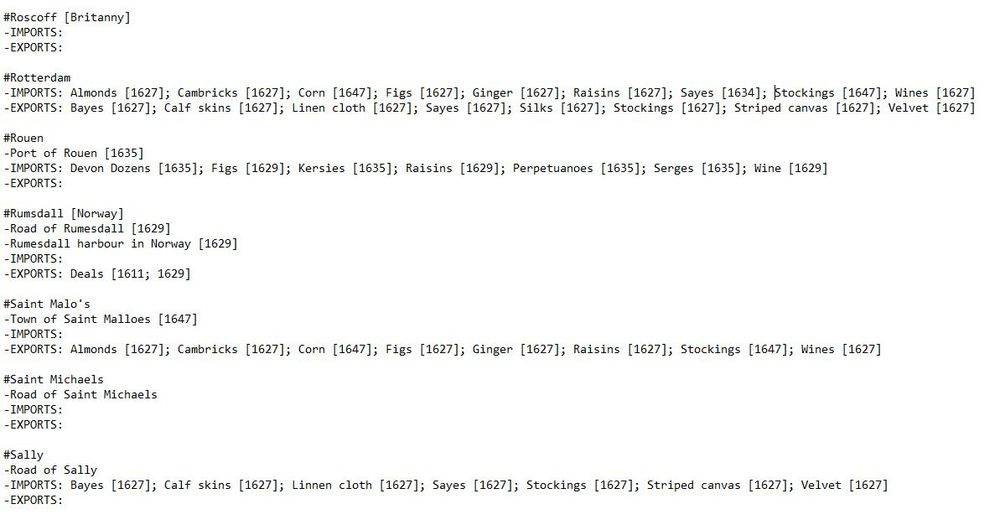 #Roscoff [Britanny]
-IMPORTS:
-EXPORTS:
#Rotterdam
-IMPORTS: Almonds [1627]; Cambricks [1627]; Corn [1647]; Figs [1627]; Ginger [1627]; Raisins [1627]; Sayes [1634]; Stockings [1647]; Wines [1627]
-EXPORTS: Bayes [1627]; Calf skins [1627]; Linen cloth [1627]; Sayes [1627]; Silks [1627]; Stockings [1627]; Striped canvas [1627]; Velvet [1627]
#Rouen
-Port of Rouen [1635]
-IMPORTS: Devon Dozens [1635]; Figs [1629]; Kersies [1635]; Raisins [1629]; Perpetuanoes [1635]; Serges [1635]; Wine [1629]
-EXPORTS:
#Rumsdall [Norway]
-Road of Rumesdall [1629]
-Rumesdall harbour in Norway [1629]
-IMPORTS:
-EXPORTS: Deals [1611; 1629]
#Saint Malo's
-Town of Saint Malloes [1647]
-IMPORTS:
-EXPORTS: Almonds [1627]; Cambricks [1627]; Corn [1647]; Figs [1627]; Ginger [1627]; Raisins [1627]; Stockings [1647]; Wines [1627]
#Saint Michaels
-Road of Saint Michaels
-IMPORTS:
-EXPORTS:
#Sally
-Road of Sally
-IMPORTS: Bayes [1627]; Calf skins [1627]; Linnen cloth [1627]; Sayes [1627]; Stockings [1627]; Striped canvas [1627]; Velvet [1627]
-EXPORTS: